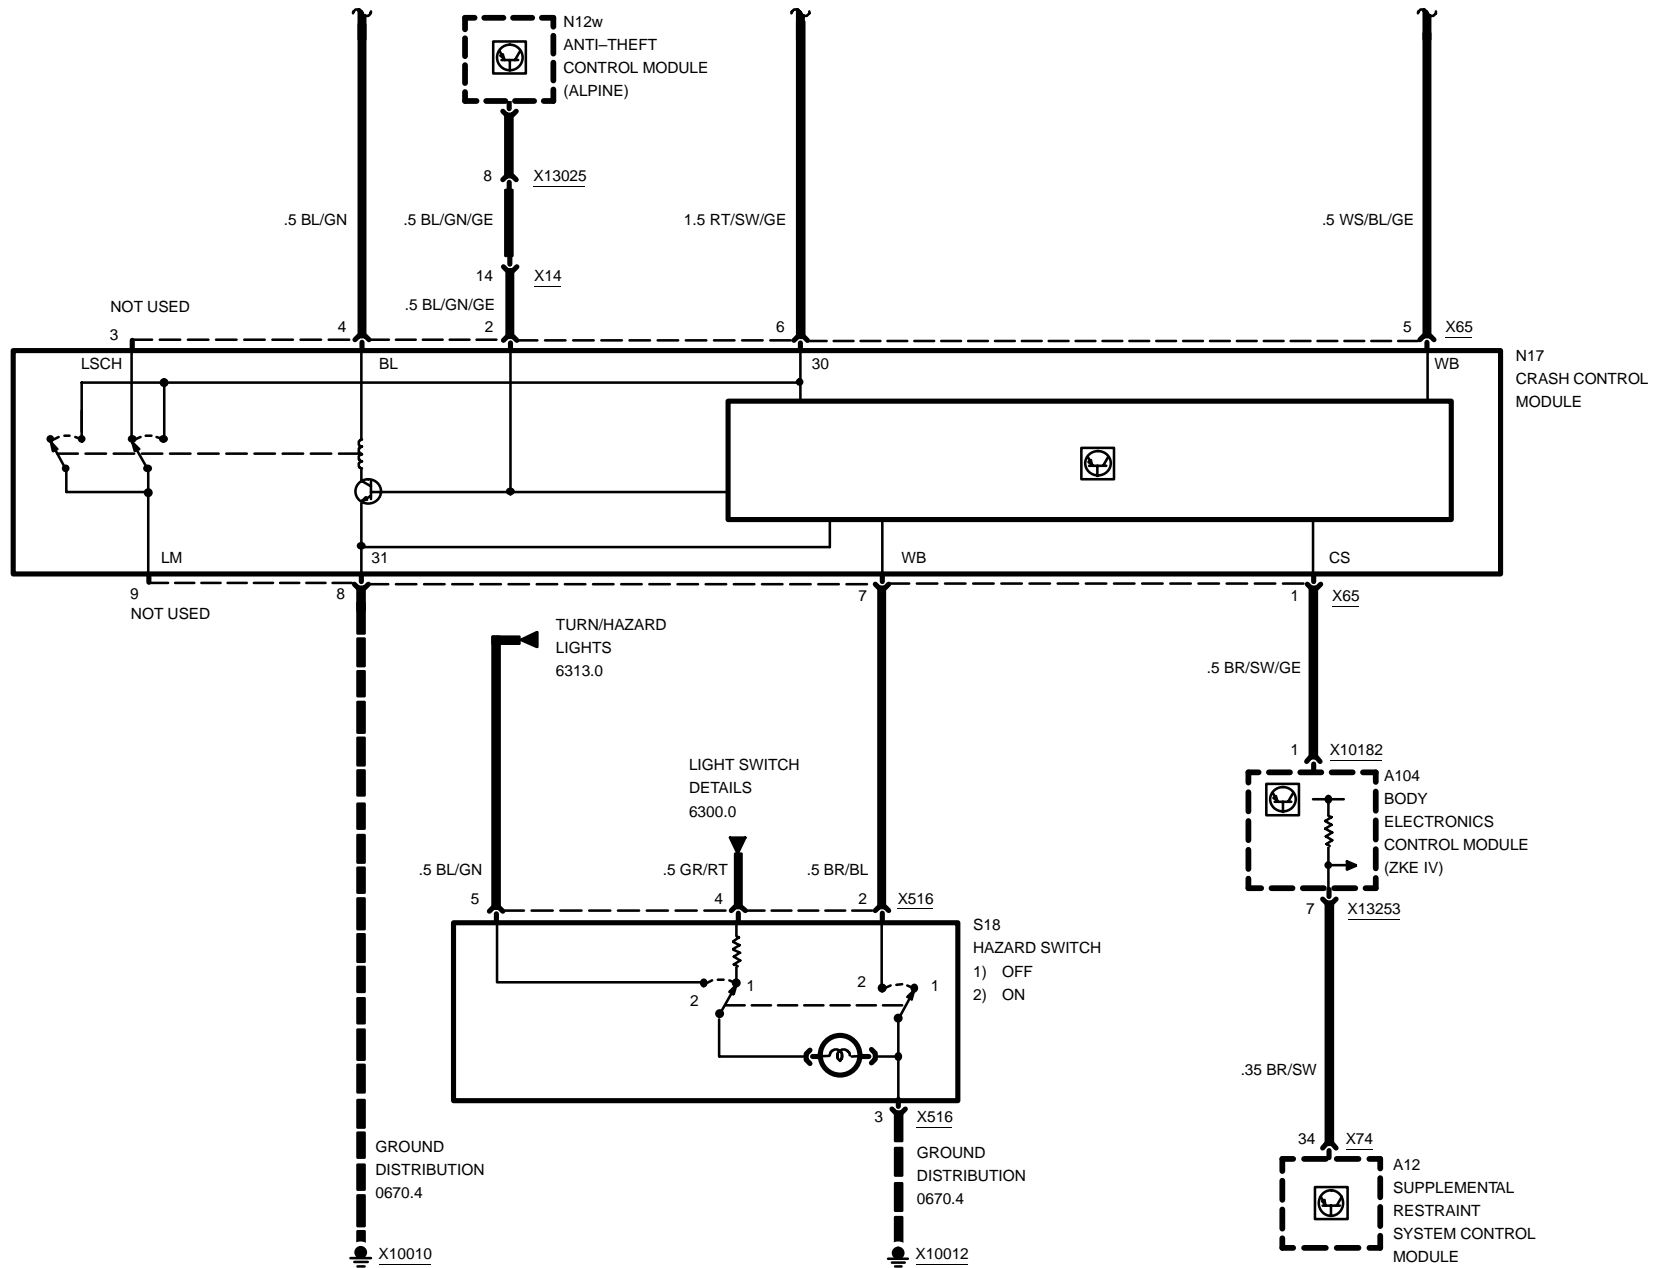 N12w
ANTI–THEFT
CONTROL MODULE
(ALPINE)
8 X13025
.5 BL/GN
.5 BL/GN/GE
1.5 RT/SW/GE
.5 WS/BL/GE
14 X14
.5 BL/GN/GE
NOT USED
3
4
2
6
5 X65
LSCH
BL
30
WB
N17
CRASH CONTROL
MODULE
LM
31
WB
CS
9
NOT USED
8
7
1 X65
TURN/HAZARD
LIGHTS
6313.0
.5 BR/SW/GE
LIGHT SWITCH
DETAILS
6300.0
1 X10182
A104
BODY
ELECTRONICS
CONTROL MODULE
(ZKE IV)
.5 BL/GN
.5 GR/RT
.5 BR/BL
5
4
2 X516
7 X13253
S18
HAZARD SWITCH
1) OFF
2) ON
2
1
2
1
.35 BR/SW
3 X516
34 X74
GROUND
DISTRIBUTION
0670.4
GROUND
DISTRIBUTION
0670.4
A12
SUPPLEMENTAL
RESTRAINT
SYSTEM CONTROL
MODULE
X10010
X10012